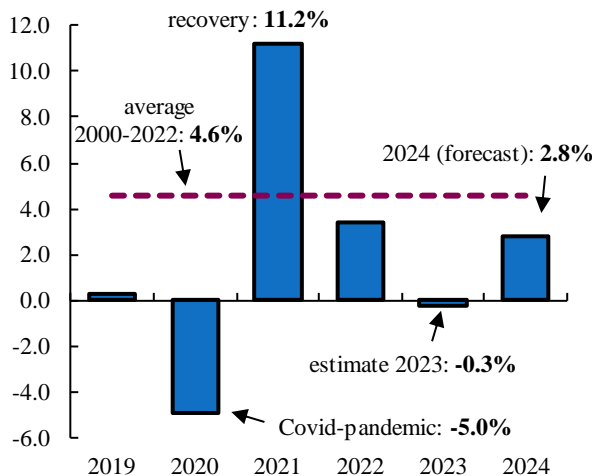 12.0
10.0
8.0
6.0
4.0
2.0
0.0
-2.0
-4.0
-6.0
recovery: 11.2%
average
2000-2022: 4.6%
2024 (forecast): 2.8%
estimate 2023: -0.3%
Covid-pandemic: -5.0%
2019 2020 2021 2022 2023 2024